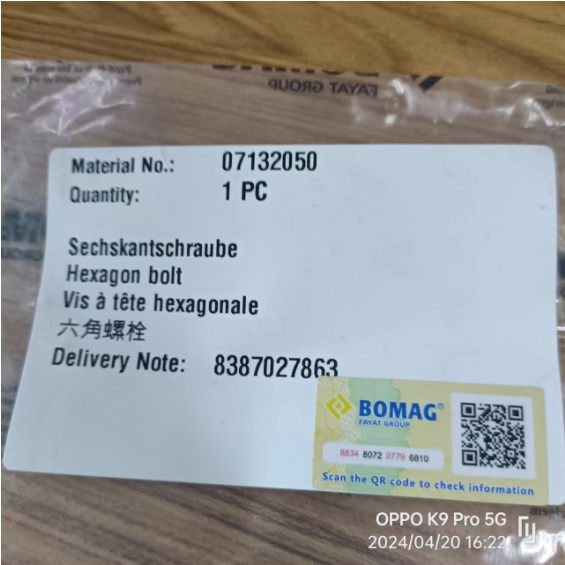 FAYAT GROUP
Material No.: 07132050
Quantity: 1 PC
Sechskantschraube
Hexagon bolt
Vis à tête hexagonale
六角螺栓
Delivery Note: 8387027863
BOMAG®
FAYAT GROUP
8834 8072 0779 6810
Scan the QR code to check information
OPPO K9 Pro 5G
2024/04/20 16:22